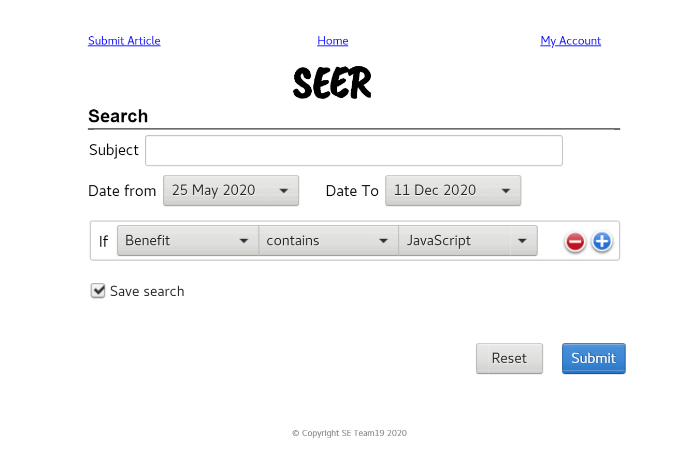 Submit Article Home My Account
SEER
Search
Subject
Date from 25 May 2020 Date To 11 Dec 2020
If Benefit contains JavaScript
Save search
Reset Submit
© Copyright SE Team19 2020